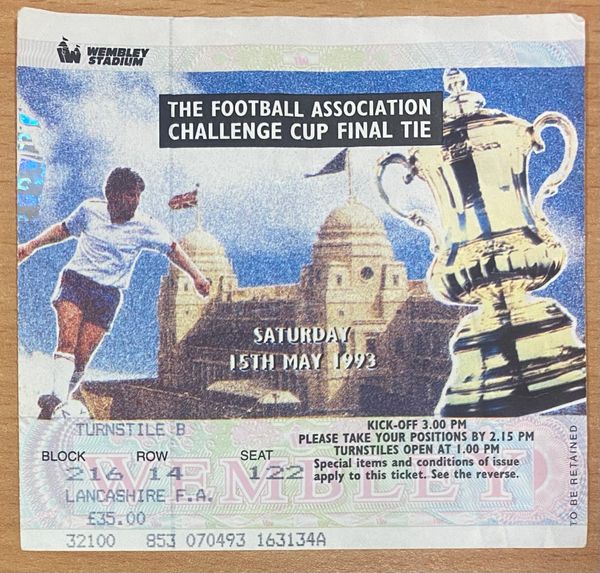 WEMBLEY
STADIUM
THE FOOTBALL ASSOCIATION
CHALLENGE CUP FINAL TIE
SATURDAY
15TH MAY 1993
TURNSTILE B
BLOCK ROW SEAT
216 14 122
LANCASHIRE F.A.
£35.00
KICK-OFF 3.00 PM
PLEASE TAKE YOUR POSITIONS BY 2.15 PM
TURNSTILES OPEN AT 1.00 PM
Special items and conditions of issue
apply to this ticket. See the reverse.
WEMBLEY
TO BE RETAINED
32100 853 070493 163134A